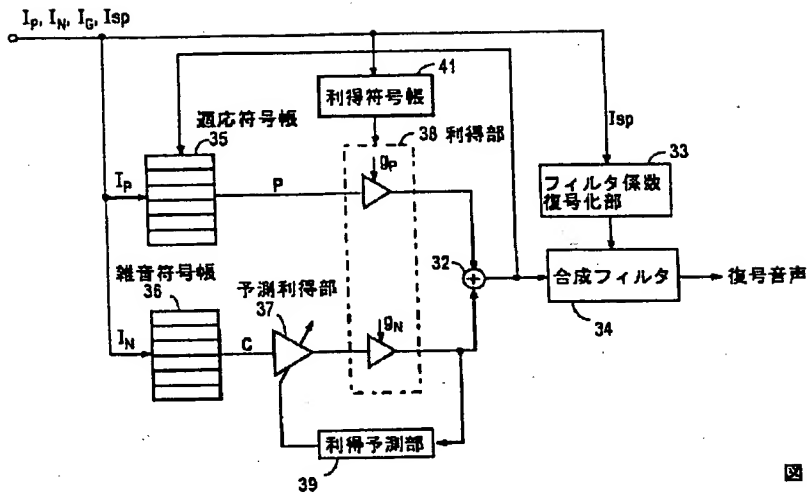 IP, IN, IG, Isp
41
利得符号帳
適応符号帳
35
38 利得部
Isp
33
gP
フィルタ係数
復号化部
IP
P
雑音符号帳
36
予測利得部
37
32
+
合成フィルタ
復号音声
34
gN
IN
C
利得予測部
39
図